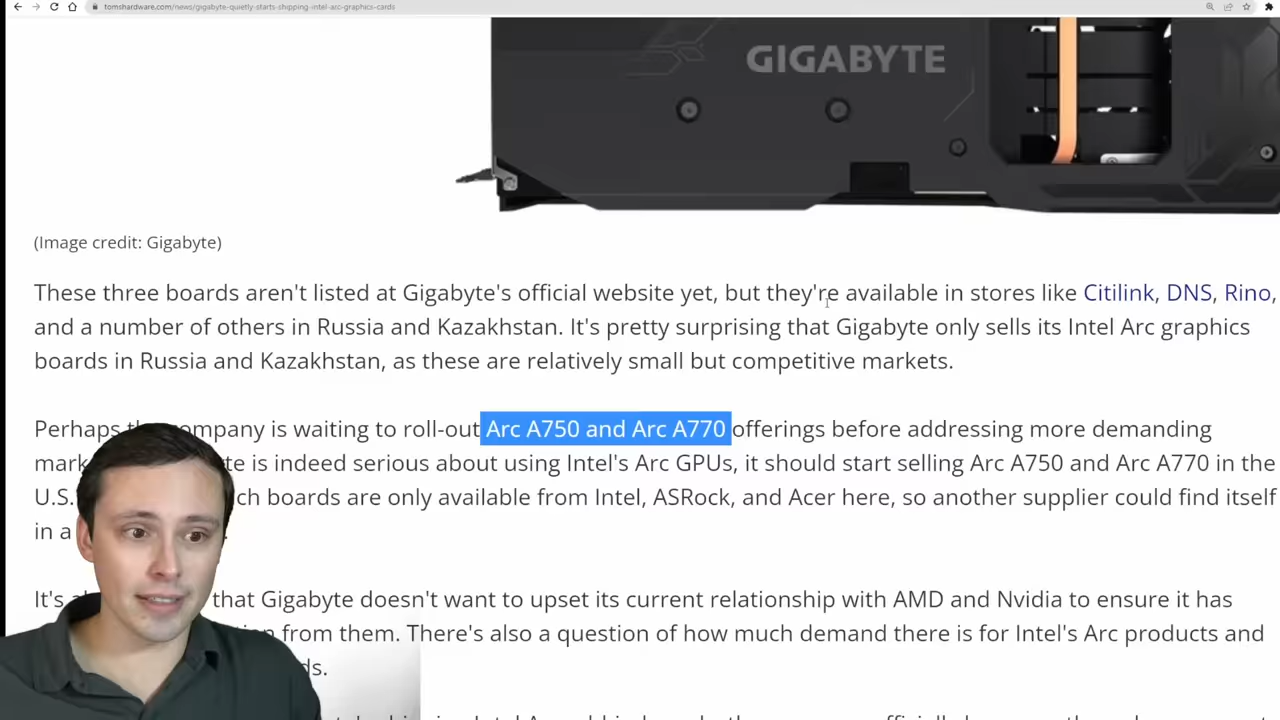 tomshardware.com/news/gigabyte-quietly-starts-shipping-intel-arc-graphics-cards
GIGABYTE
(Image credit: Gigabyte)
These three boards aren't listed at Gigabyte's official website yet, but they're available in stores like Citilink, DNS, Rino,
and a number of others in Russia and Kazakhstan. It's pretty surprising that Gigabyte only sells its Intel Arc graphics
boards in Russia and Kazakhstan, as these are relatively small but competitive markets.
Perhaps company is waiting to roll-out Arc A750 and Arc A770 offerings before addressing more demanding
is indeed serious about using Intel's Arc GPUs, it should start selling Arc A750 and Arc A770 in the
U.S. boards are only available from Intel, ASRock, and Acer here, so another supplier could find itself
in a
It's that Gigabyte doesn't want to upset its current relationship with AMD and Nvidia to ensure it has
from them. There's also a question of how much demand there is for Intel's Arc products and